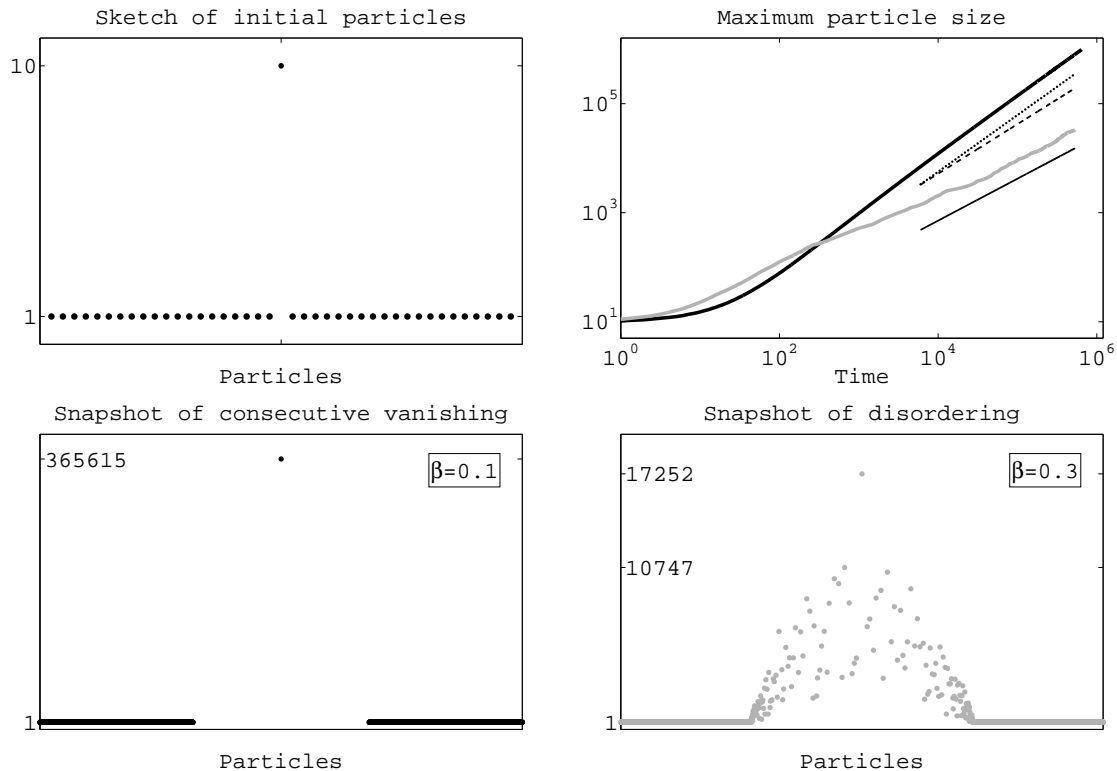 Sketch of initial particles
10
1
Particles
Maximum particle size
10^5
10^3
10^1
10^0
10^2
10^4
10^6
Time
Snapshot of consecutive vanishing
365615
β=0.1
1
Particles
Snapshot of disordering
17252
β=0.3
10747
1
Particles